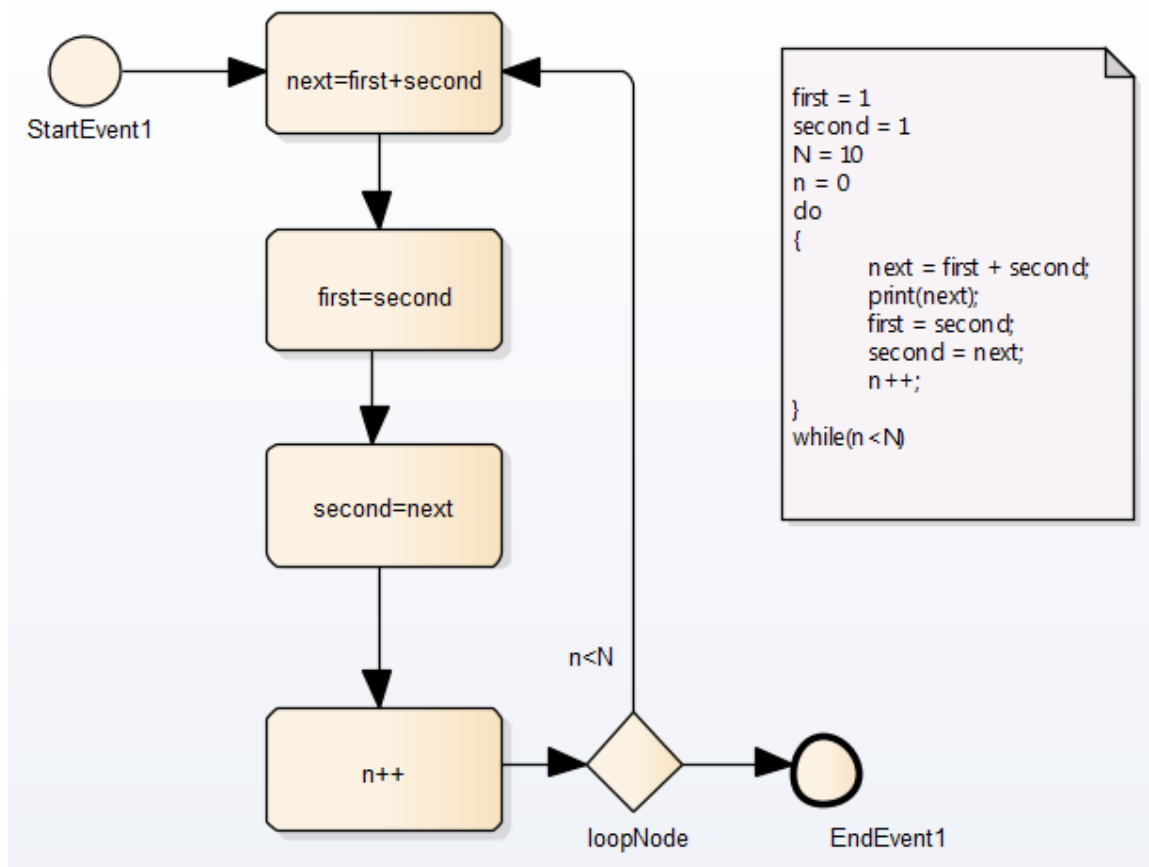 next=first+second
StartEvent1
first=second
second=next
n<N
n++
loopNode
EndEvent1
first = 1
second = 1
N = 10
n = 0
do
{
next = first + second;
print(next);
first = second;
second = next;
n++;
}
while(n<N)